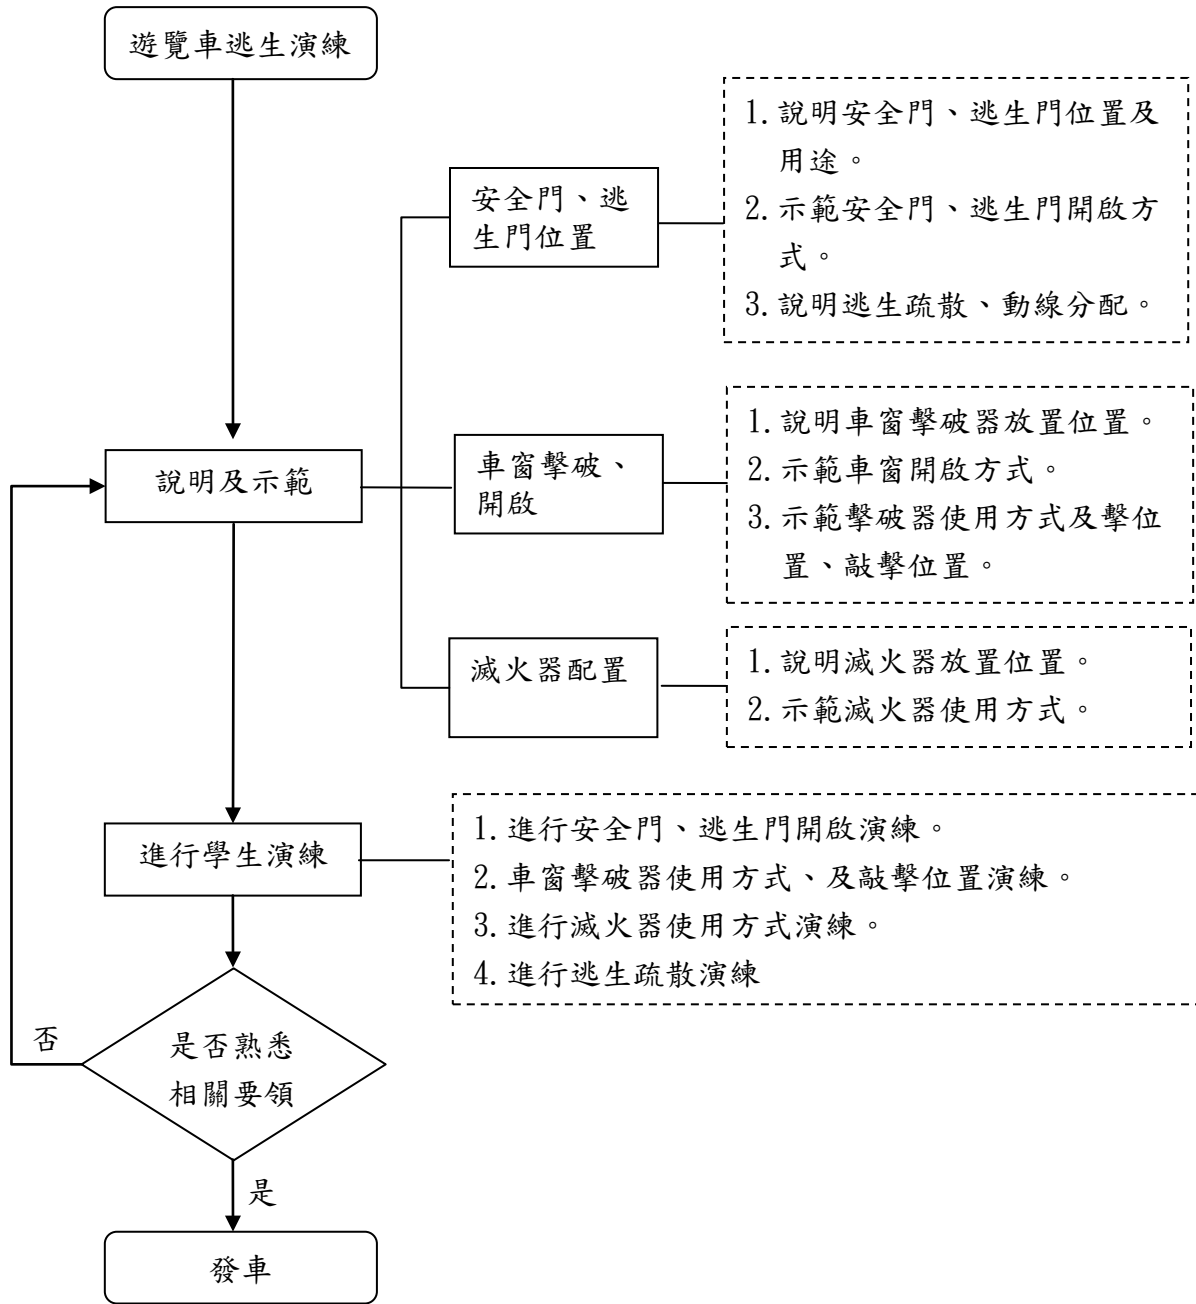 遊覽車逃生演練
1.說明安全門、逃生門位置及
用途。
2.示範安全門、逃生門開啟方
式。
3.說明逃生疏散、動線分配。
安全門、逃
生門位置
說明及示範
車窗擊破、
開啟
1.說明車窗擊破器放置位置。
2.示範車窗開啟方式。
3.示範擊破器使用方式及擊位
置、敲擊位置。
滅火器配置
1.說明滅火器放置位置。
2.示範滅火器使用方式。
進行學生演練
1.進行安全門、逃生門開啟演練。
2.車窗擊破器使用方式、及敲擊位置演練。
3.進行滅火器使用方式演練。
4.進行逃生疏散演練
否
是否熟悉
相關要領
是
發車